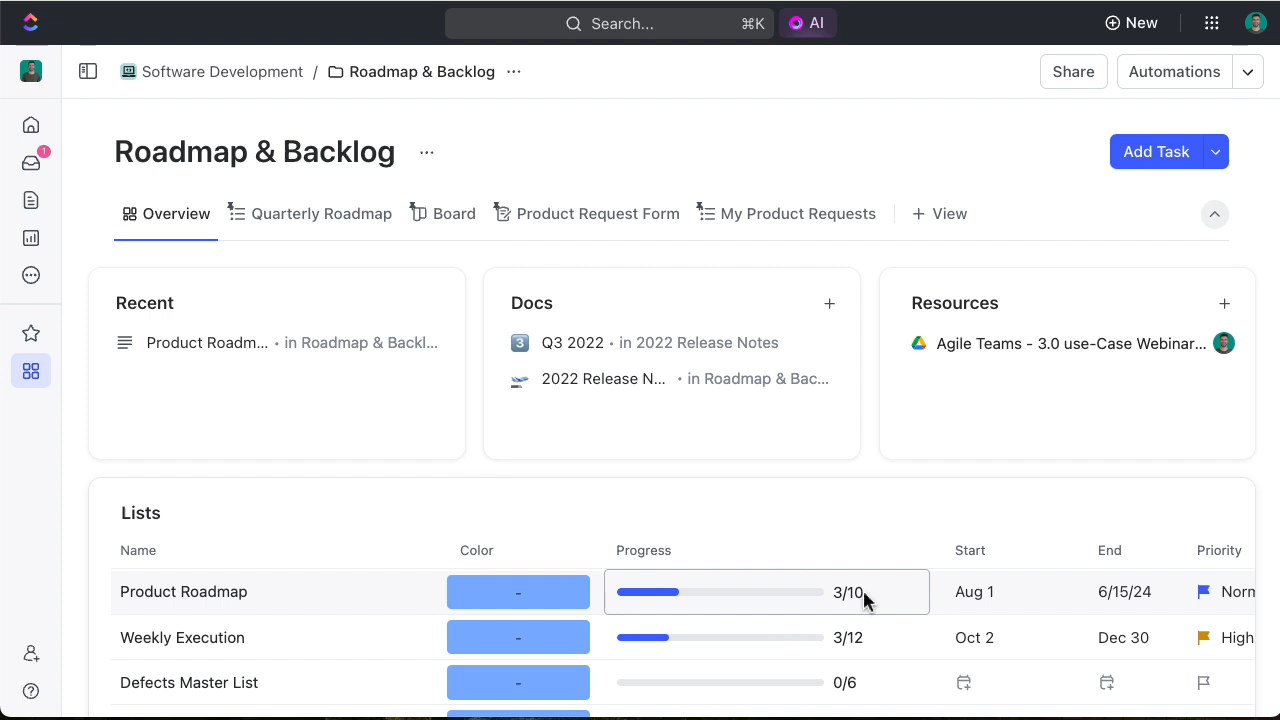 Search... ⌘K AI New
Software Development / Roadmap & Backlog ... Share Automations
1
Roadmap & Backlog ... Add Task
Overview Quarterly Roadmap Board Product Request Form My Product Requests + View
Recent
Product Roadm... • in Roadmap & Backl...
Docs +
3 Q3 2022 • in 2022 Release Notes
2022 Release N... • in Roadmap & Bac...
Resources +
Agile Teams - 3.0 use-Case Webinar...
Lists
Name Color Progress Start End Priority
Product Roadmap - 3/10 Aug 1 6/15/24 Norm
Weekly Execution - 3/12 Oct 2 Dec 30 High
Defects Master List - 0/6